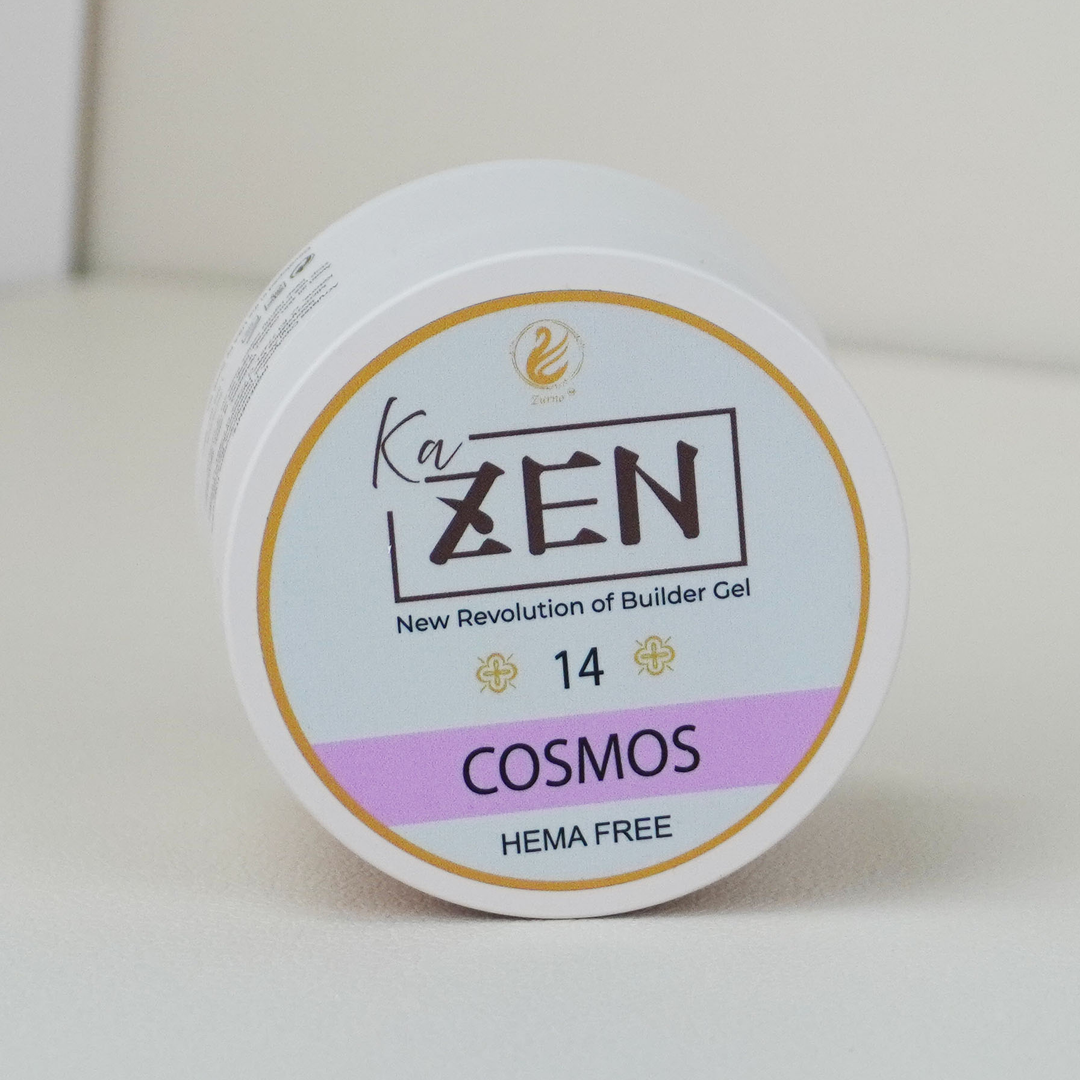 Zurno
Ka
ZEN
New Revolution of Builder Gel
14
COSMOS
HEMA FREE